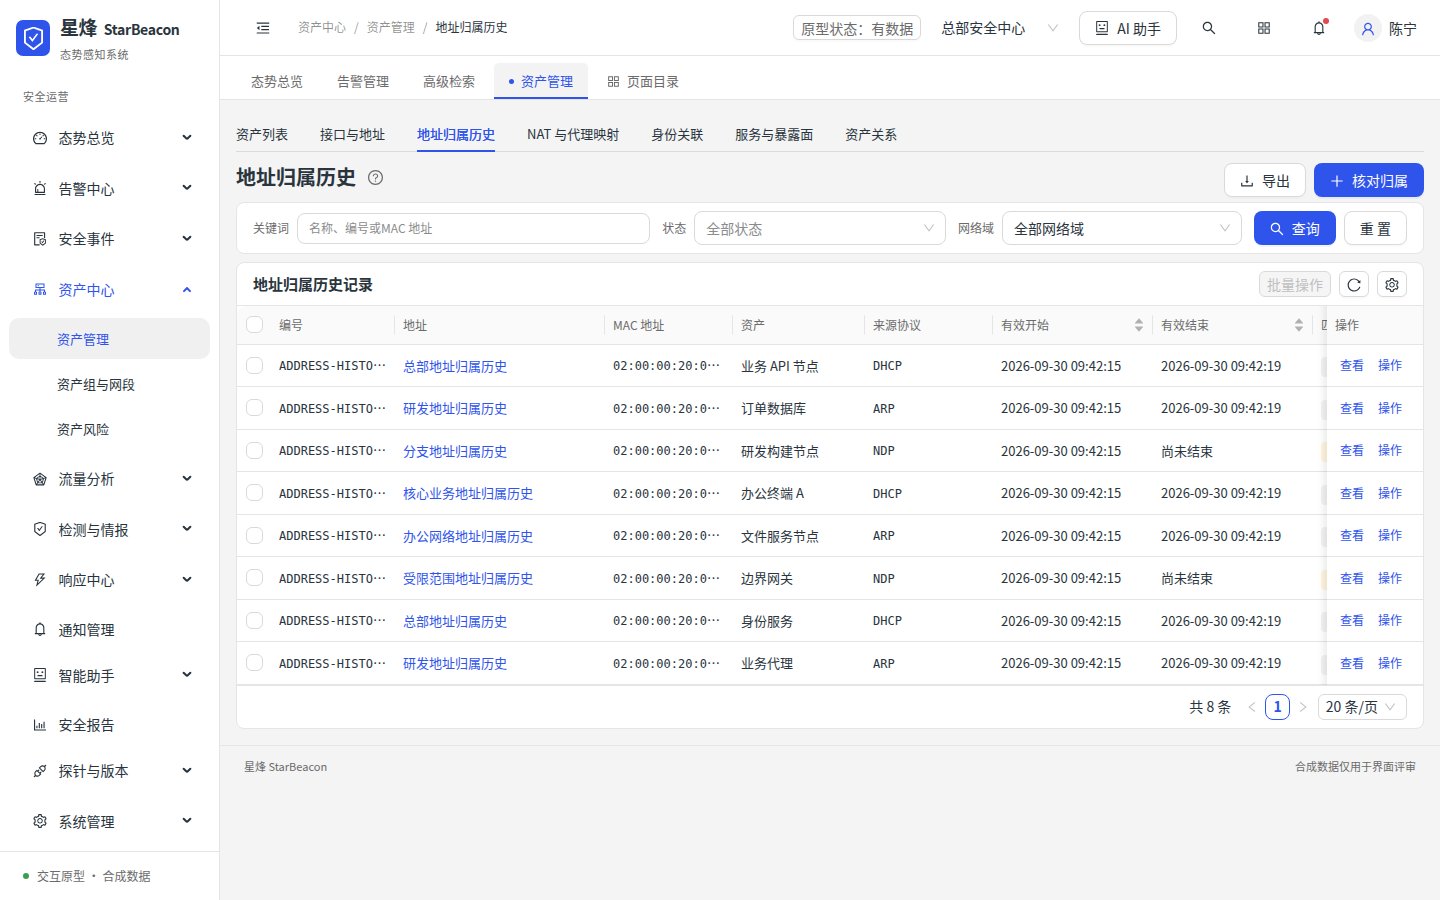 星烽 StarBeacon
态势感知系统
安全运营
态势总览
告警中心
安全事件
资产中心
资产管理
资产组与网段
资产风险
流量分析
检测与情报
响应中心
通知管理
智能助手
安全报告
探针与版本
系统管理
交互原型 · 合成数据
资产中心 / 资产管理 / 地址归属历史
原型状态：有数据
总部安全中心
AI 助手
陈宁
态势总览 告警管理 高级检索 资产管理 页面目录
资产列表 接口与地址 地址归属历史 NAT 与代理映射 身份关联 服务与暴露面 资产关系
地址归属历史
导出 核对归属
关键词 名称、编号或MAC 地址 状态 全部状态 网络域 全部网络域 查询 重 置
地址归属历史记录 批量操作
编号 地址 MAC 地址 资产 来源协议 有效开始 有效结束 操作
ADDRESS-HISTO… 总部地址归属历史 02:00:00:20:0… 业务 API 节点 DHCP 2026-09-30 09:42:15 2026-09-30 09:42:19 查看 操作
ADDRESS-HISTO… 研发地址归属历史 02:00:00:20:0… 订单数据库 ARP 2026-09-30 09:42:15 2026-09-30 09:42:19 查看 操作
ADDRESS-HISTO… 分支地址归属历史 02:00:00:20:0… 研发构建节点 NDP 2026-09-30 09:42:15 尚未结束 查看 操作
ADDRESS-HISTO… 核心业务地址归属历史 02:00:00:20:0… 办公终端 A DHCP 2026-09-30 09:42:15 2026-09-30 09:42:19 查看 操作
ADDRESS-HISTO… 办公网络地址归属历史 02:00:00:20:0… 文件服务节点 ARP 2026-09-30 09:42:15 2026-09-30 09:42:19 查看 操作
ADDRESS-HISTO… 受限范围地址归属历史 02:00:00:20:0… 边界网关 NDP 2026-09-30 09:42:15 尚未结束 查看 操作
ADDRESS-HISTO… 总部地址归属历史 02:00:00:20:0… 身份服务 DHCP 2026-09-30 09:42:15 2026-09-30 09:42:19 查看 操作
ADDRESS-HISTO… 研发地址归属历史 02:00:00:20:0… 业务代理 ARP 2026-09-30 09:42:15 2026-09-30 09:42:19 查看 操作
共 8 条 1 20 条/页
星烽 StarBeacon
合成数据仅用于界面评审